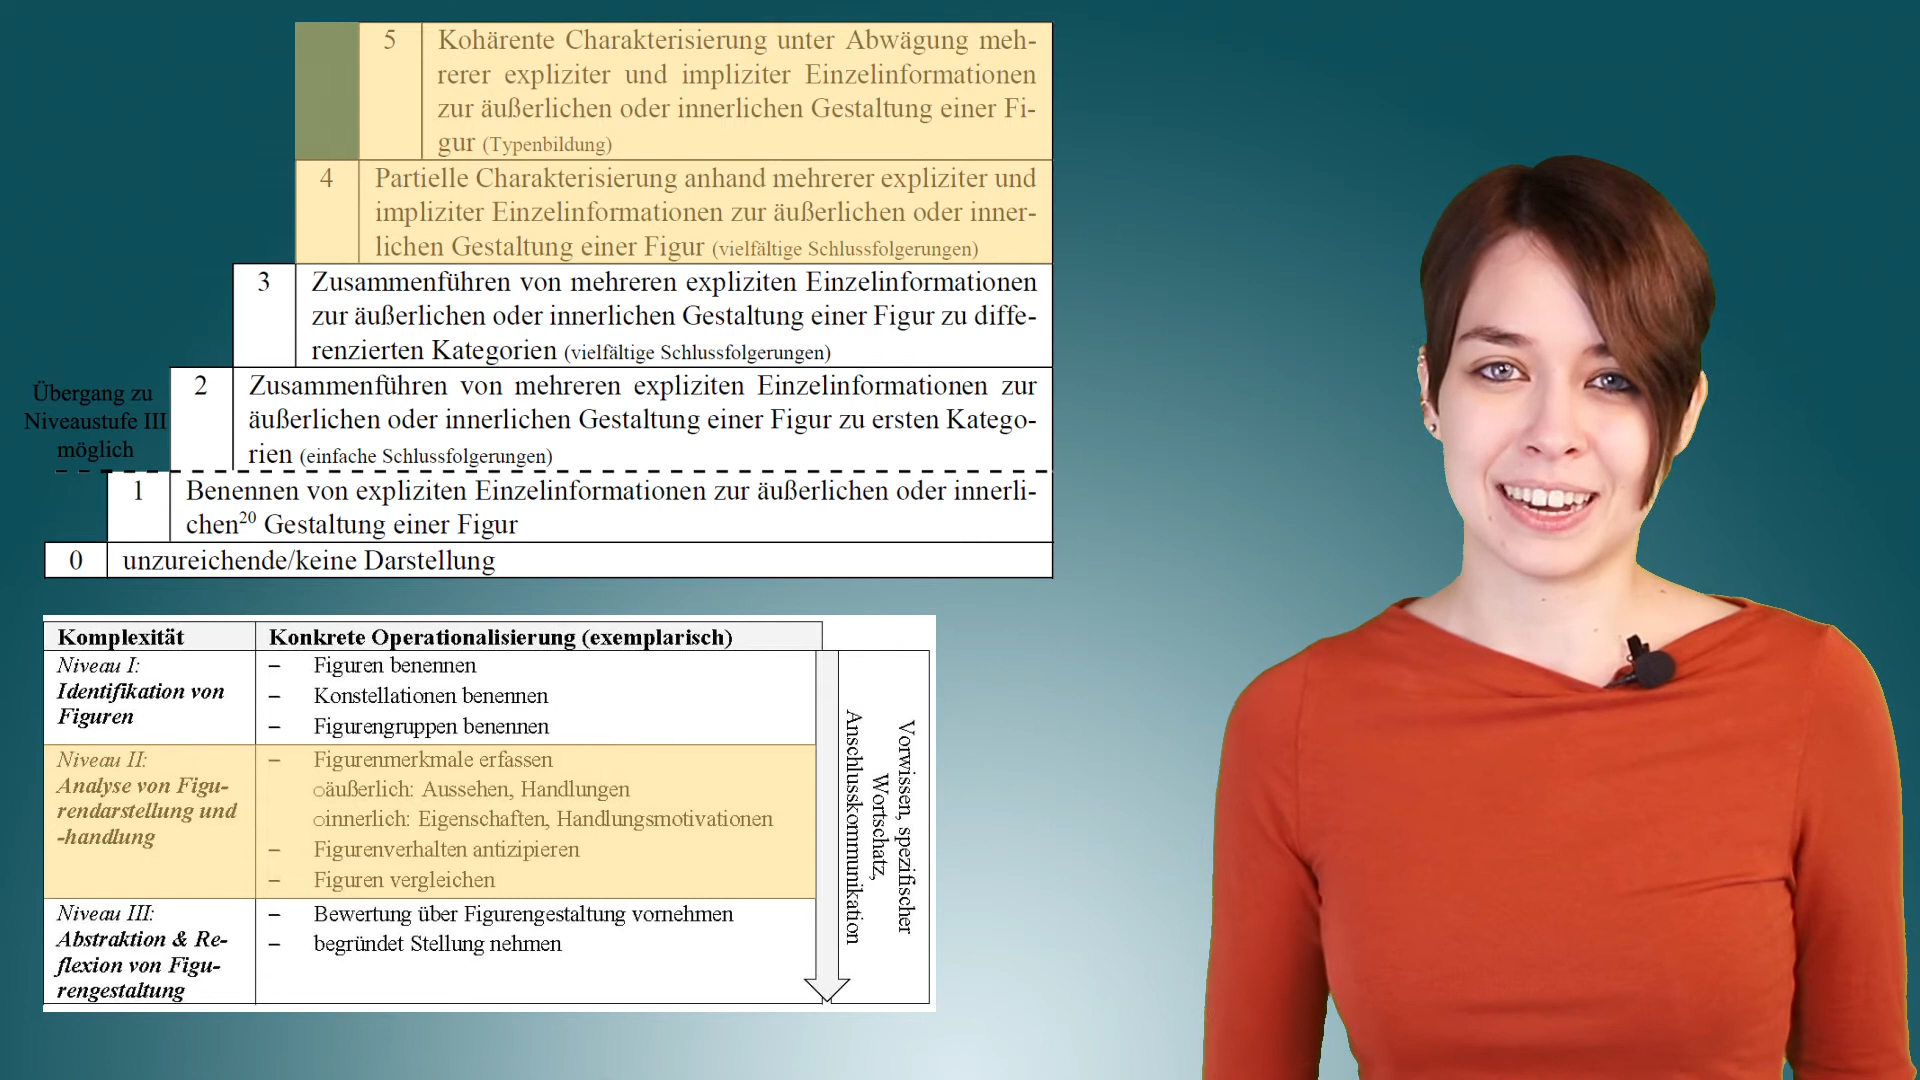 5 Kohärente Charakterisierung unter Abwägung meh-
rerer expliziter und impliziter Einzelinformationen
zur äußerlichen oder innerlichen Gestaltung einer Fi-
gur (Typenbildung)
4 Partielle Charakterisierung anhand mehrerer expliziter und
impliziter Einzelinformationen zur äußerlichen oder inner-
lichen Gestaltung einer Figur (vielfältige Schlussfolgerungen)
3 Zusammenführen von mehreren expliziten Einzelinformationen
zur äußerlichen oder innerlichen Gestaltung einer Figur zu diffe-
renzierten Kategorien (vielfältige Schlussfolgerungen)
Übergang zu
Niveaustufe III
möglich
2 Zusammenführen von mehreren expliziten Einzelinformationen zur
äußerlichen oder innerlichen Gestaltung einer Figur zu ersten Katego-
rien (einfache Schlussfolgerungen)
1 Benennen von expliziten Einzelinformationen zur äußerlichen oder innerli-
chen20 Gestaltung einer Figur
0 unzureichende/keine Darstellung
Komplexität Konkrete Operationalisierung (exemplarisch)
Niveau I:
Identifikation von
Figuren
– Figuren benennen
– Konstellationen benennen
– Figurengruppen benennen
Niveau II:
Analyse von Figu-
rendarstellung und
-handlung
– Figurenmerkmale erfassen
oäußerlich: Aussehen, Handlungen
oinnerlich: Eigenschaften, Handlungsmotivationen
– Figurenverhalten antizipieren
– Figuren vergleichen
Niveau III:
Abstraktion & Re-
flexion von Figu-
rengestaltung
– Bewertung über Figurengestaltung vornehmen
– begründet Stellung nehmen
Vorwissen, spezifischer
Wortschatz,
Anschlusskommunikation